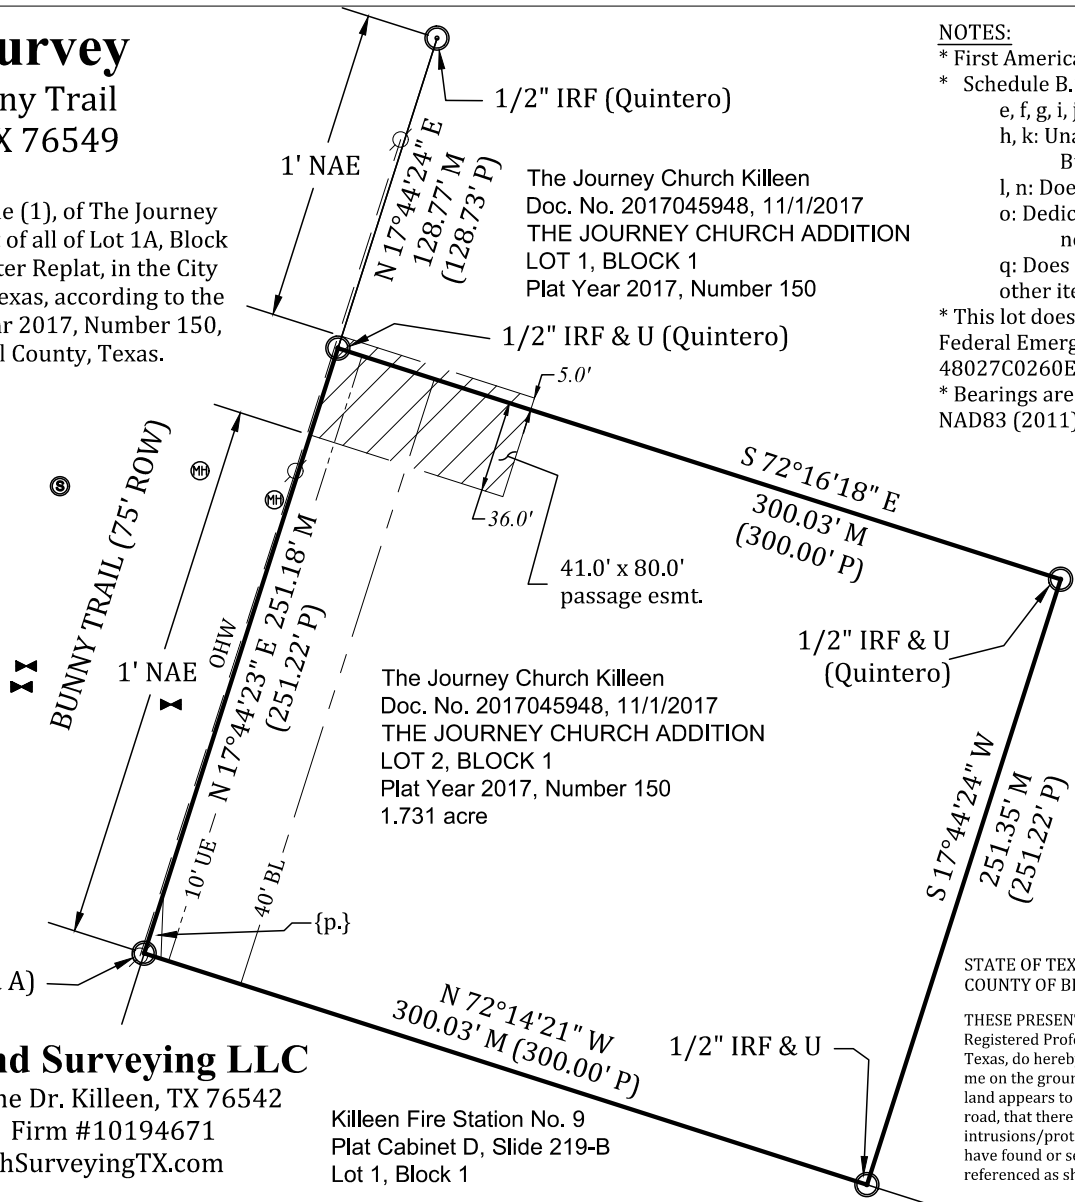 urvey
ny Trail
X 76549
e (1), of The Journey
t of all of Lot 1A, Block
ter Replat, in the City
exas, according to the
ar 2017, Number 150,
l County, Texas.
1' NAE
1/2" IRF (Quintero)
N 17°44'24" E
128.77' M
(128.73' P)
The Journey Church Killeen
Doc. No. 2017045948, 11/1/2017
THE JOURNEY CHURCH ADDITION
LOT 1, BLOCK 1
Plat Year 2017, Number 150
1/2" IRF & U (Quintero)
NOTES:
* First America
* Schedule B.
e, f, g, i, j
h, k: Una
B
l, n: Doe
o: Dedic
n
q: Does
other ite
* This lot does
Federal Emerg
48027C0260E
* Bearings are
NAD83 (2011)
5.0'
36.0'
41.0' x 80.0'
passage esmt.
S 72°16'18" E
300.03' M
(300.00' P)
1/2" IRF & U
(Quintero)
S
MH
MH
BUNNY TRAIL (75' ROW)
1' NAE
OHW
N 17°44'23" E 251.18' M
(251.22' P)
10' UE
40' BL
{p.}
The Journey Church Killeen
Doc. No. 2017045948, 11/1/2017
THE JOURNEY CHURCH ADDITION
LOT 2, BLOCK 1
Plat Year 2017, Number 150
1.731 acre
S 17°44'24" W
251.35' M
(251.22' P)
A)
N 72°14'21" W
300.03' M (300.00' P)
1/2" IRF & U
nd Surveying LLC
ne Dr. Killeen, TX 76542
Firm #10194671
hSurveyingTX.com
Killeen Fire Station No. 9
Plat Cabinet D, Slide 219-B
Lot 1, Block 1
STATE OF TEX
COUNTY OF B
THESE PRESENT
Registered Profe
Texas, do hereb
me on the groun
land appears to
road, that there
intrusions/prot
have found or se
referenced as sh